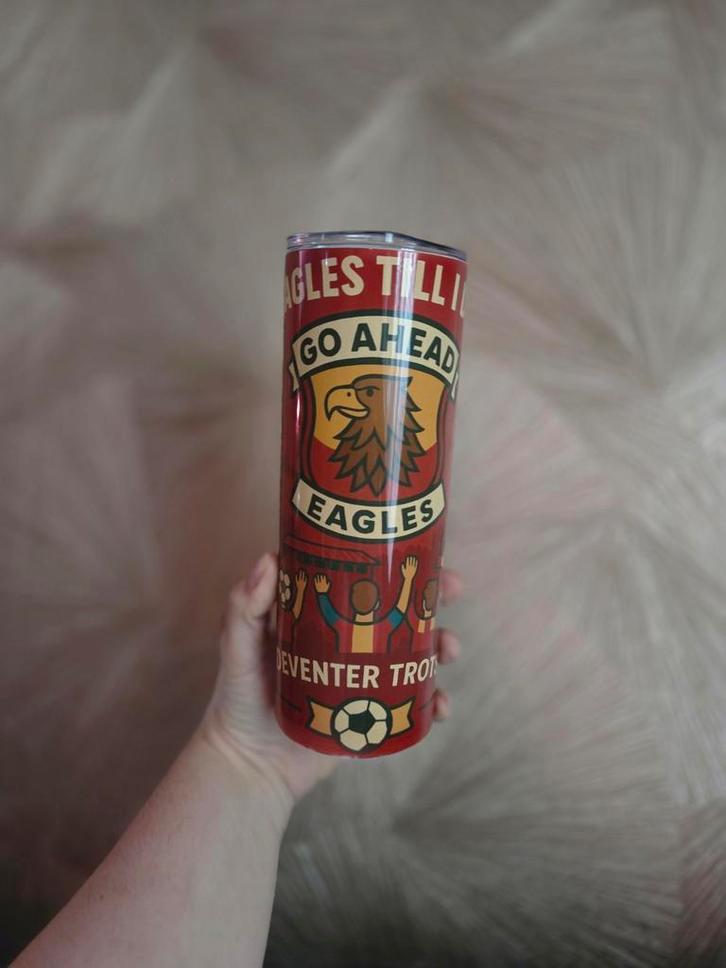 AGLES TILL I
GO AHEAD
EAGLES
DEVENTER TROTS